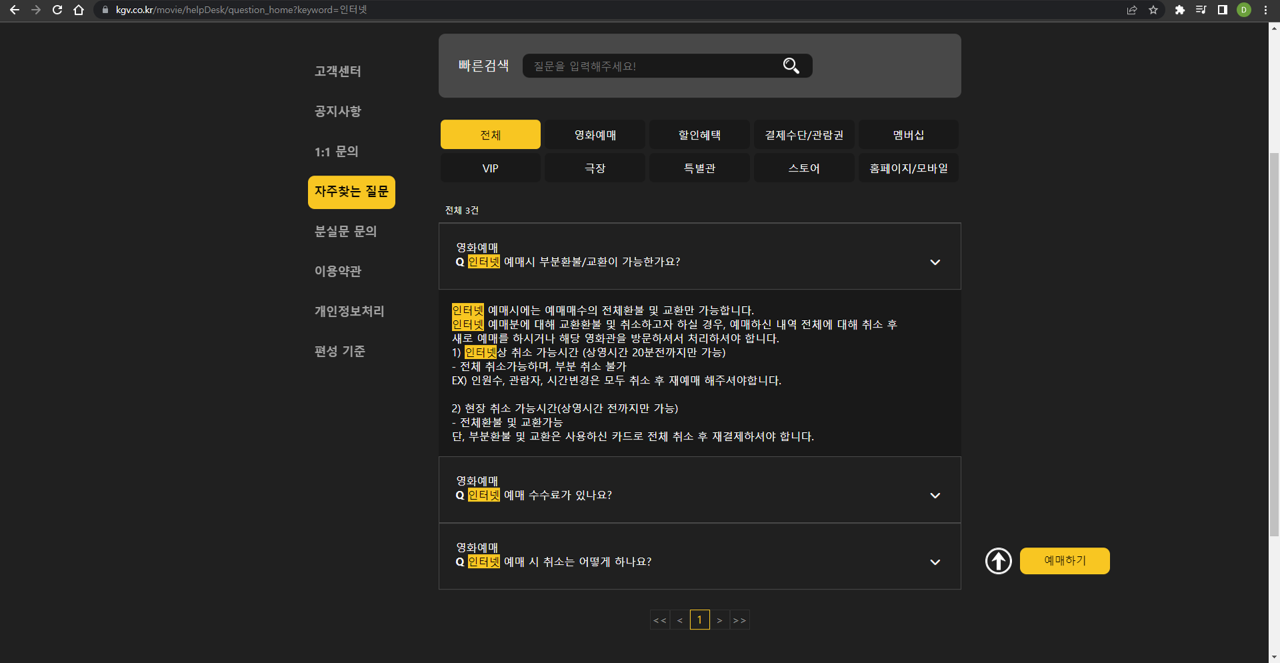 kgv.co.kr/movie/helpDesk/question_home?keyword=인터넷
D
고객센터
공지사항
1:1 문의
자주찾는 질문
분실문 문의
이용약관
개인정보처리
편성 기준
빠른검색
질문을 입력해주세요!
전체
영화예매
할인혜택
결제수단/관람권
멤버십
VIP
극장
특별관
스토어
홈페이지/모바일
전체 3건
영화예매
Q 인터넷 예매시 부분환불/교환이 가능한가요?
인터넷 예매시에는 예매매수의 전체환불 및 교환만 가능합니다.
인터넷 예매분에 대해 교환환불 및 취소하고자 하실 경우, 예매하신 내역 전체에 대해 취소 후
새로 예매를 하시거나 해당 영화관을 방문하셔서 처리하셔야 합니다.
1) 인터넷상 취소 가능시간 (상영시간 20분전까지만 가능)
- 전체 취소가능하며, 부분 취소 불가
EX) 인원수, 관람자, 시간변경은 모두 취소 후 재예매 해주셔야합니다.
2) 현장 취소 가능시간(상영시간 전까지만 가능)
- 전체환불 및 교환가능
단, 부분환불 및 교환은 사용하신 카드로 전체 취소 후 재결제하셔야 합니다.
영화예매
Q 인터넷 예매 수수료가 있나요?
영화예매
Q 인터넷 예매 시 취소는 어떻게 하나요?
예매하기
<< < 1 > >>